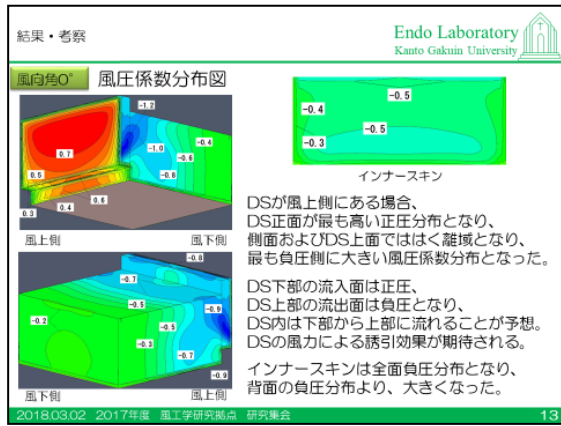 結果・考察
Endo Laboratory
Kanto Gakuin University
風向角0°
風圧係数分布図
-1.2
-0.4
-1.0
-0.6
0.7
-0.8
0.5
0.6
0.4
0.3
風上側
風下側
-0.5
-0.4
-0.5
-0.3
インナースキン
DSが風上側にある場合、
DS正面が最も高い正圧分布となり、
側面およびDS上面でははく離域となり、
最も負圧側に大きい風圧係数分布となった。
-0.8
-0.7
-0.5
-0.9
-0.2
-0.5
-0.3
-0.7
-0.9
風下側
風上側
DS下部の流入面は正圧、
DS上部の流出面は負圧となり、
DS内は下部から上部に流れることが予想。
DSの風力による誘引効果が期待される。
インナースキンは全面負圧分布となり、
背面の負圧分布より、大きくなった。
2018.03.02 2017年度 風工学研究拠点 研究集会
13